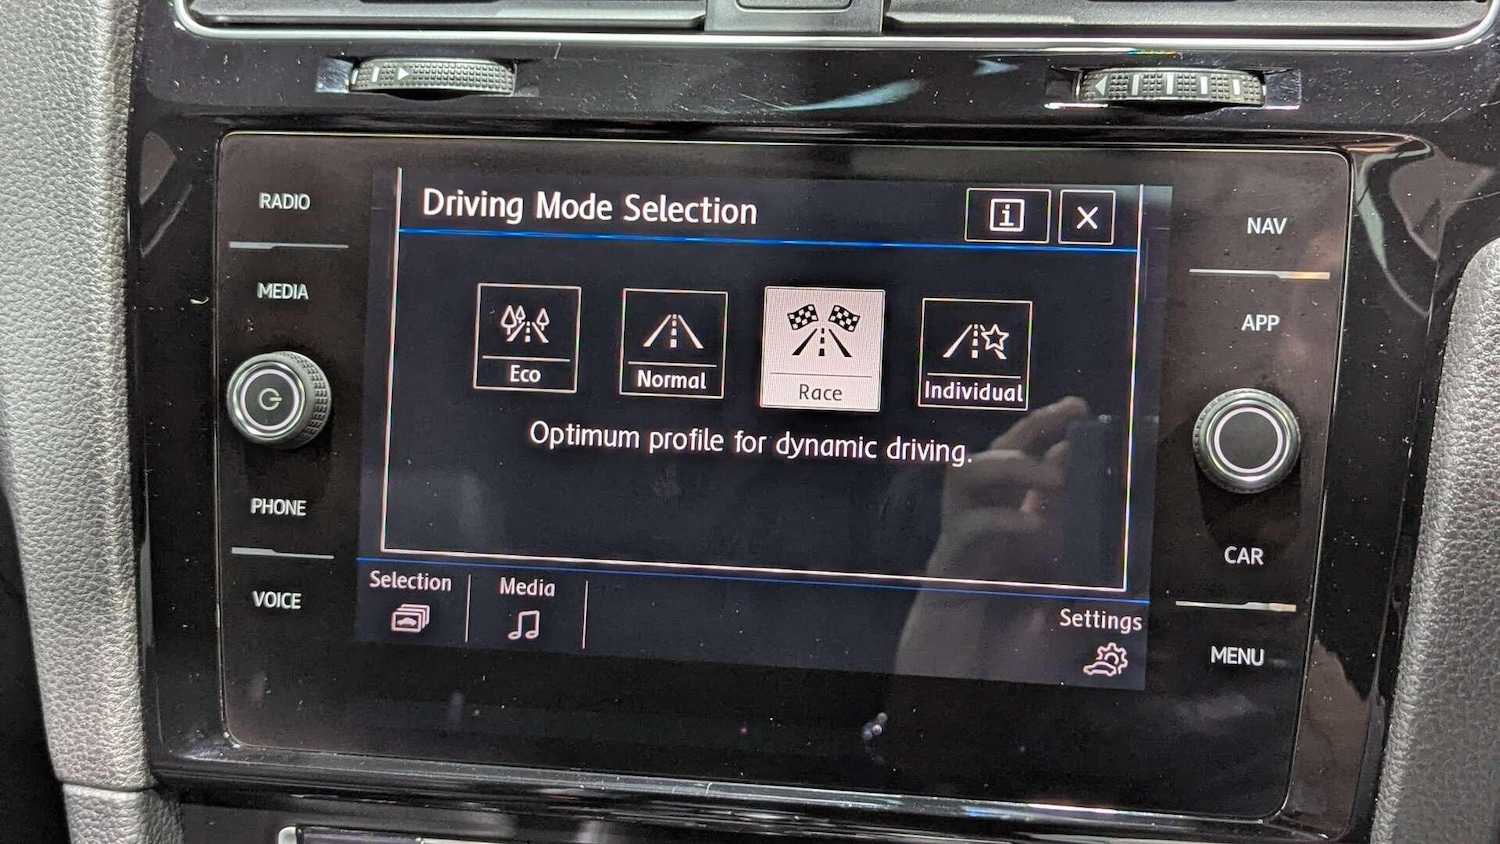 Driving Mode Selection
i
X
RADIO
MEDIA
PHONE
VOICE
Eco
Normal
Race
Individual
Optimum profile for dynamic driving.
Selection
Media
Settings
NAV
APP
CAR
MENU